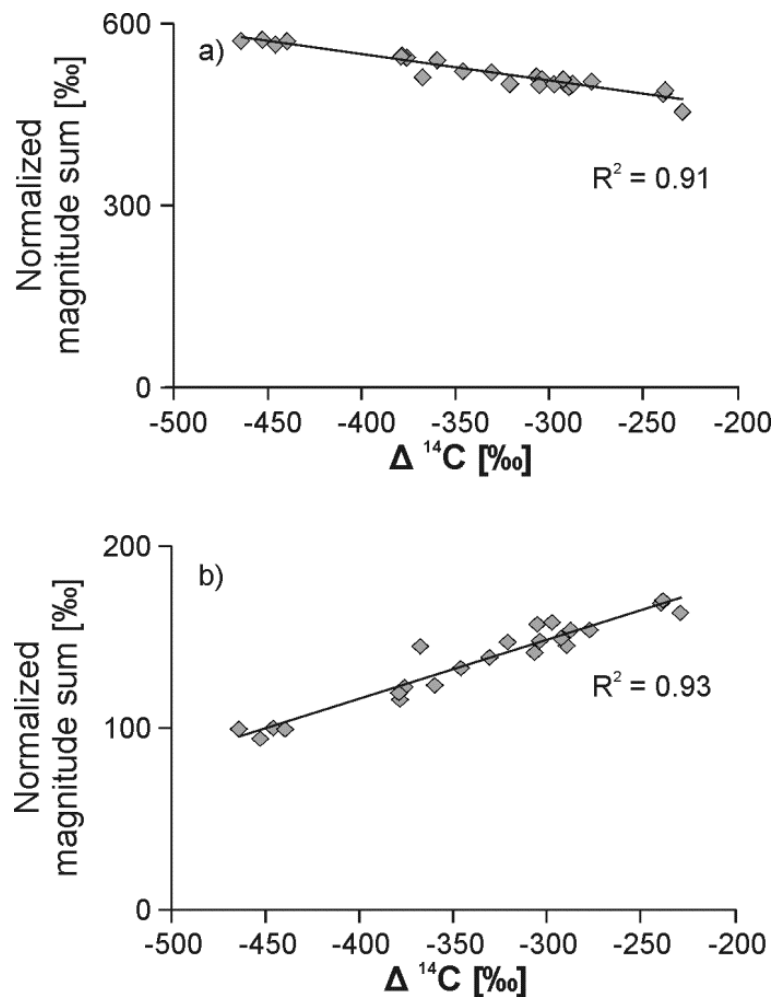 a)
600
300
0
Normalized
magnitude sum [‰]
R² = 0.91
-500 -450 -400 -350 -300 -250 -200
Δ ¹⁴C [‰]
b)
200
100
0
Normalized
magnitude sum [‰]
R² = 0.93
-500 -450 -400 -350 -300 -250 -200
Δ ¹⁴C [‰]